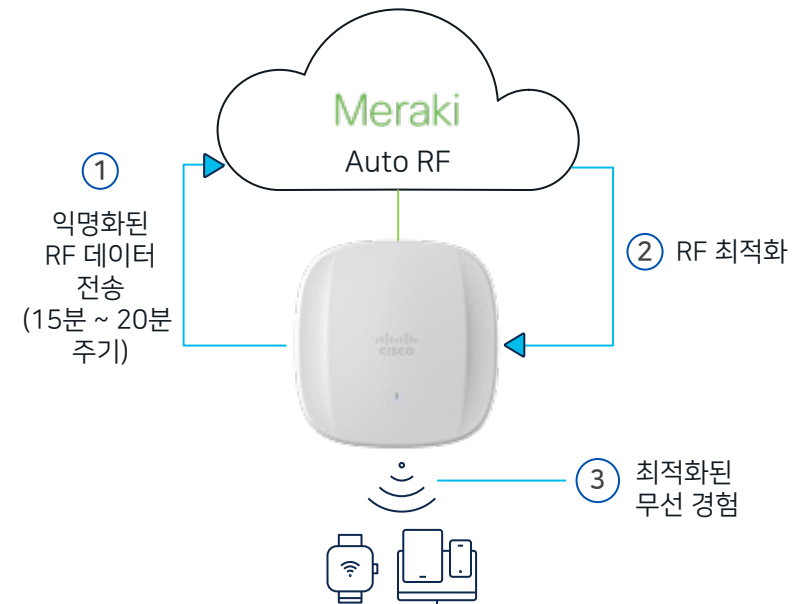 Meraki
Auto RF
1
익명화된
RF 데이터
전송
(15분 ~ 20분
주기)
2 RF 최적화
CISCO
3 최적화된
무선 경험